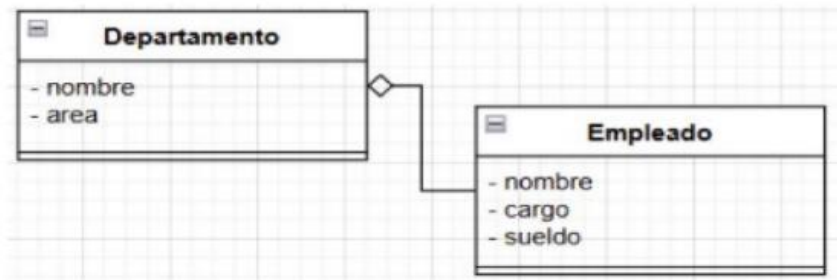 Departamento
- nombre
- area
Empleado
- nombre
- cargo
- sueldo